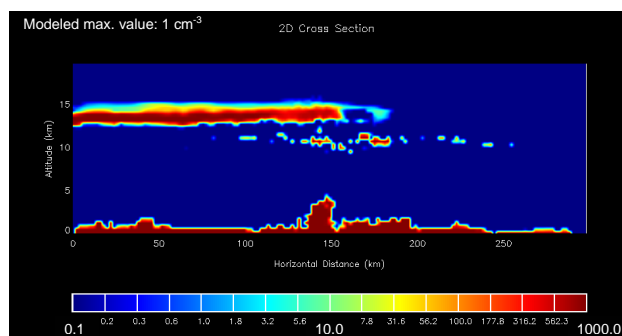 Modeled max. value: 1 cm-3
2D Cross Section
15
10
5
0
Altitude (km)
0 50 100 150 200 250
Horizontal Distance (km)
0.2 0.3 0.6 1.0 1.8 3.2 5.6 7.8 31.6 56.2 100.0 177.8 316.2 562.3
0.1 10.0 1000.0